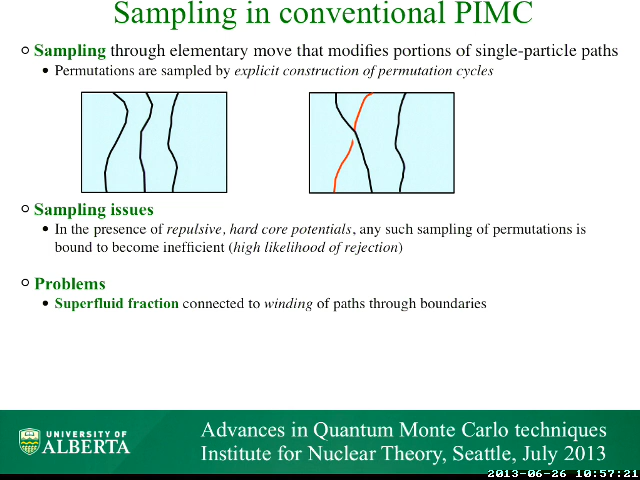 Sampling in conventional PIMC
Sampling through elementary move that modifies portions of single-particle paths
Permutations are sampled by explicit construction of permutation cycles
Sampling issues
In the presence of repulsive, hard core potentials, any such sampling of permutations is
bound to become inefficient (high likelihood of rejection)
Problems
Superfluid fraction connected to winding of paths through boundaries
UNIVERSITY OF
ALBERTA
Advances in Quantum Monte Carlo techniques
Institute for Nuclear Theory, Seattle, July 2013
2013-06-26 10:57:21